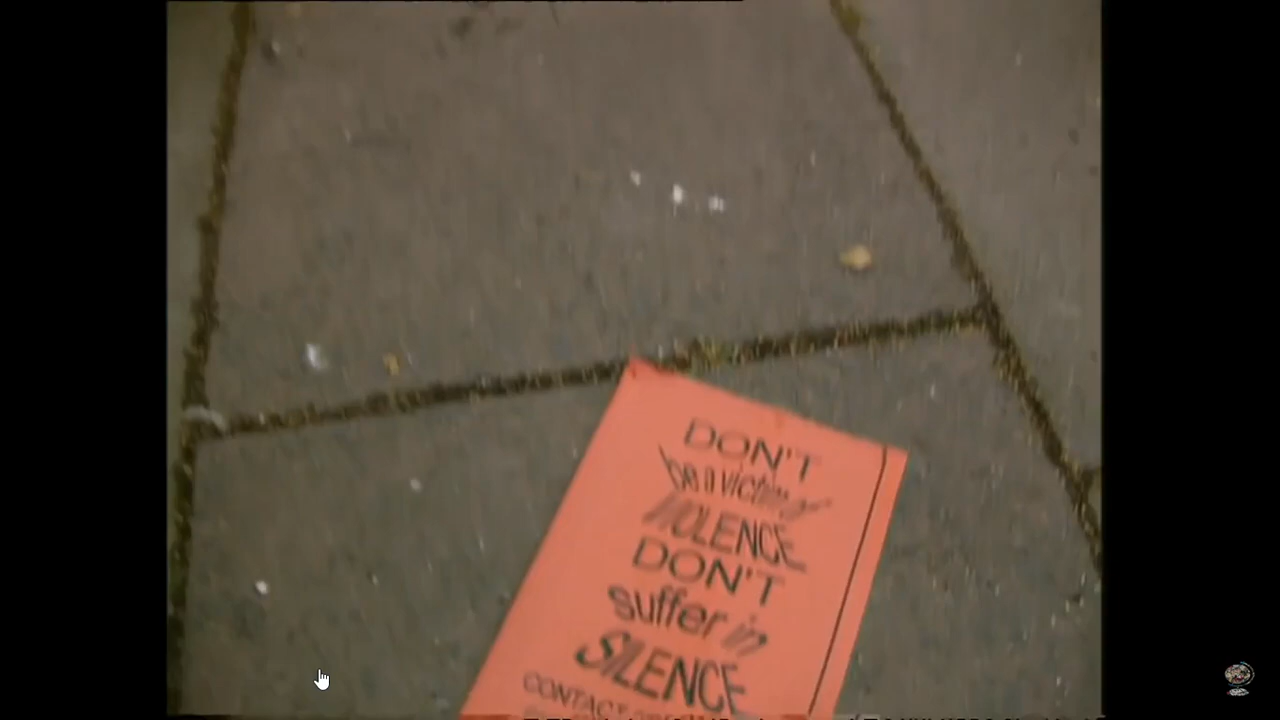 DON'T
be a victim of
VIOLENCE
DON'T
suffer in
SILENCE
CONTACT